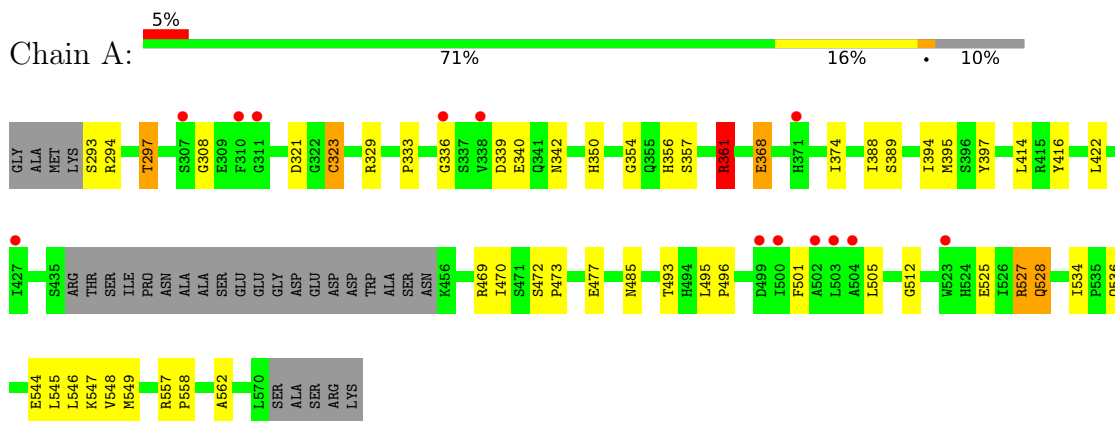 5%
Chain A:
71% 16% • 10%
GLY ALA MET LYS S293 R294 T297 S307 G308 E309 F310 G311 D321 G322 C323 R329 P333 G336 S337 V338 D339 E340 Q341 N342 H350 G354 Q355 H356 S357 R361 E368 H371 I374 I388 S389 I394 M395 S396 Y397 L414 R415 Y416 L422
I427 S435 ARG THR SER ILE PRO ASN ALA ALA SER GLU GLU GLY ASP GLU ASP ASP TRP ALA SER ASN K456 R469 I470 S471 S472 P473 E477 N485 T493 H494 L495 P496 D499 I500 F501 A502 L503 A504 L505 G512 W523 H524 E525 I526 R527 Q528 I534 P535
E544 L545 L546 K547 V548 M549 R557 P558 A562 L570 SER ALA SER ARG LYS